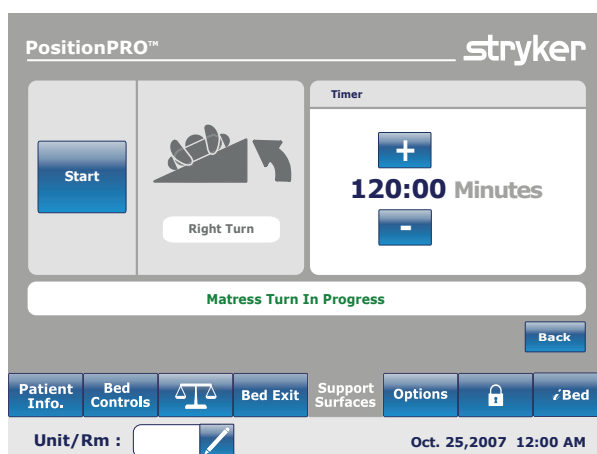 PositionPRO™
stryker
Timer
Start
120:00 Minutes
Right Turn
Matress Turn In Progress
Back
Patient Info.
Bed Controls
Bed Exit
Support Surfaces
Options
iBed
Unit/Rm :
Oct. 25,2007 12:00 AM